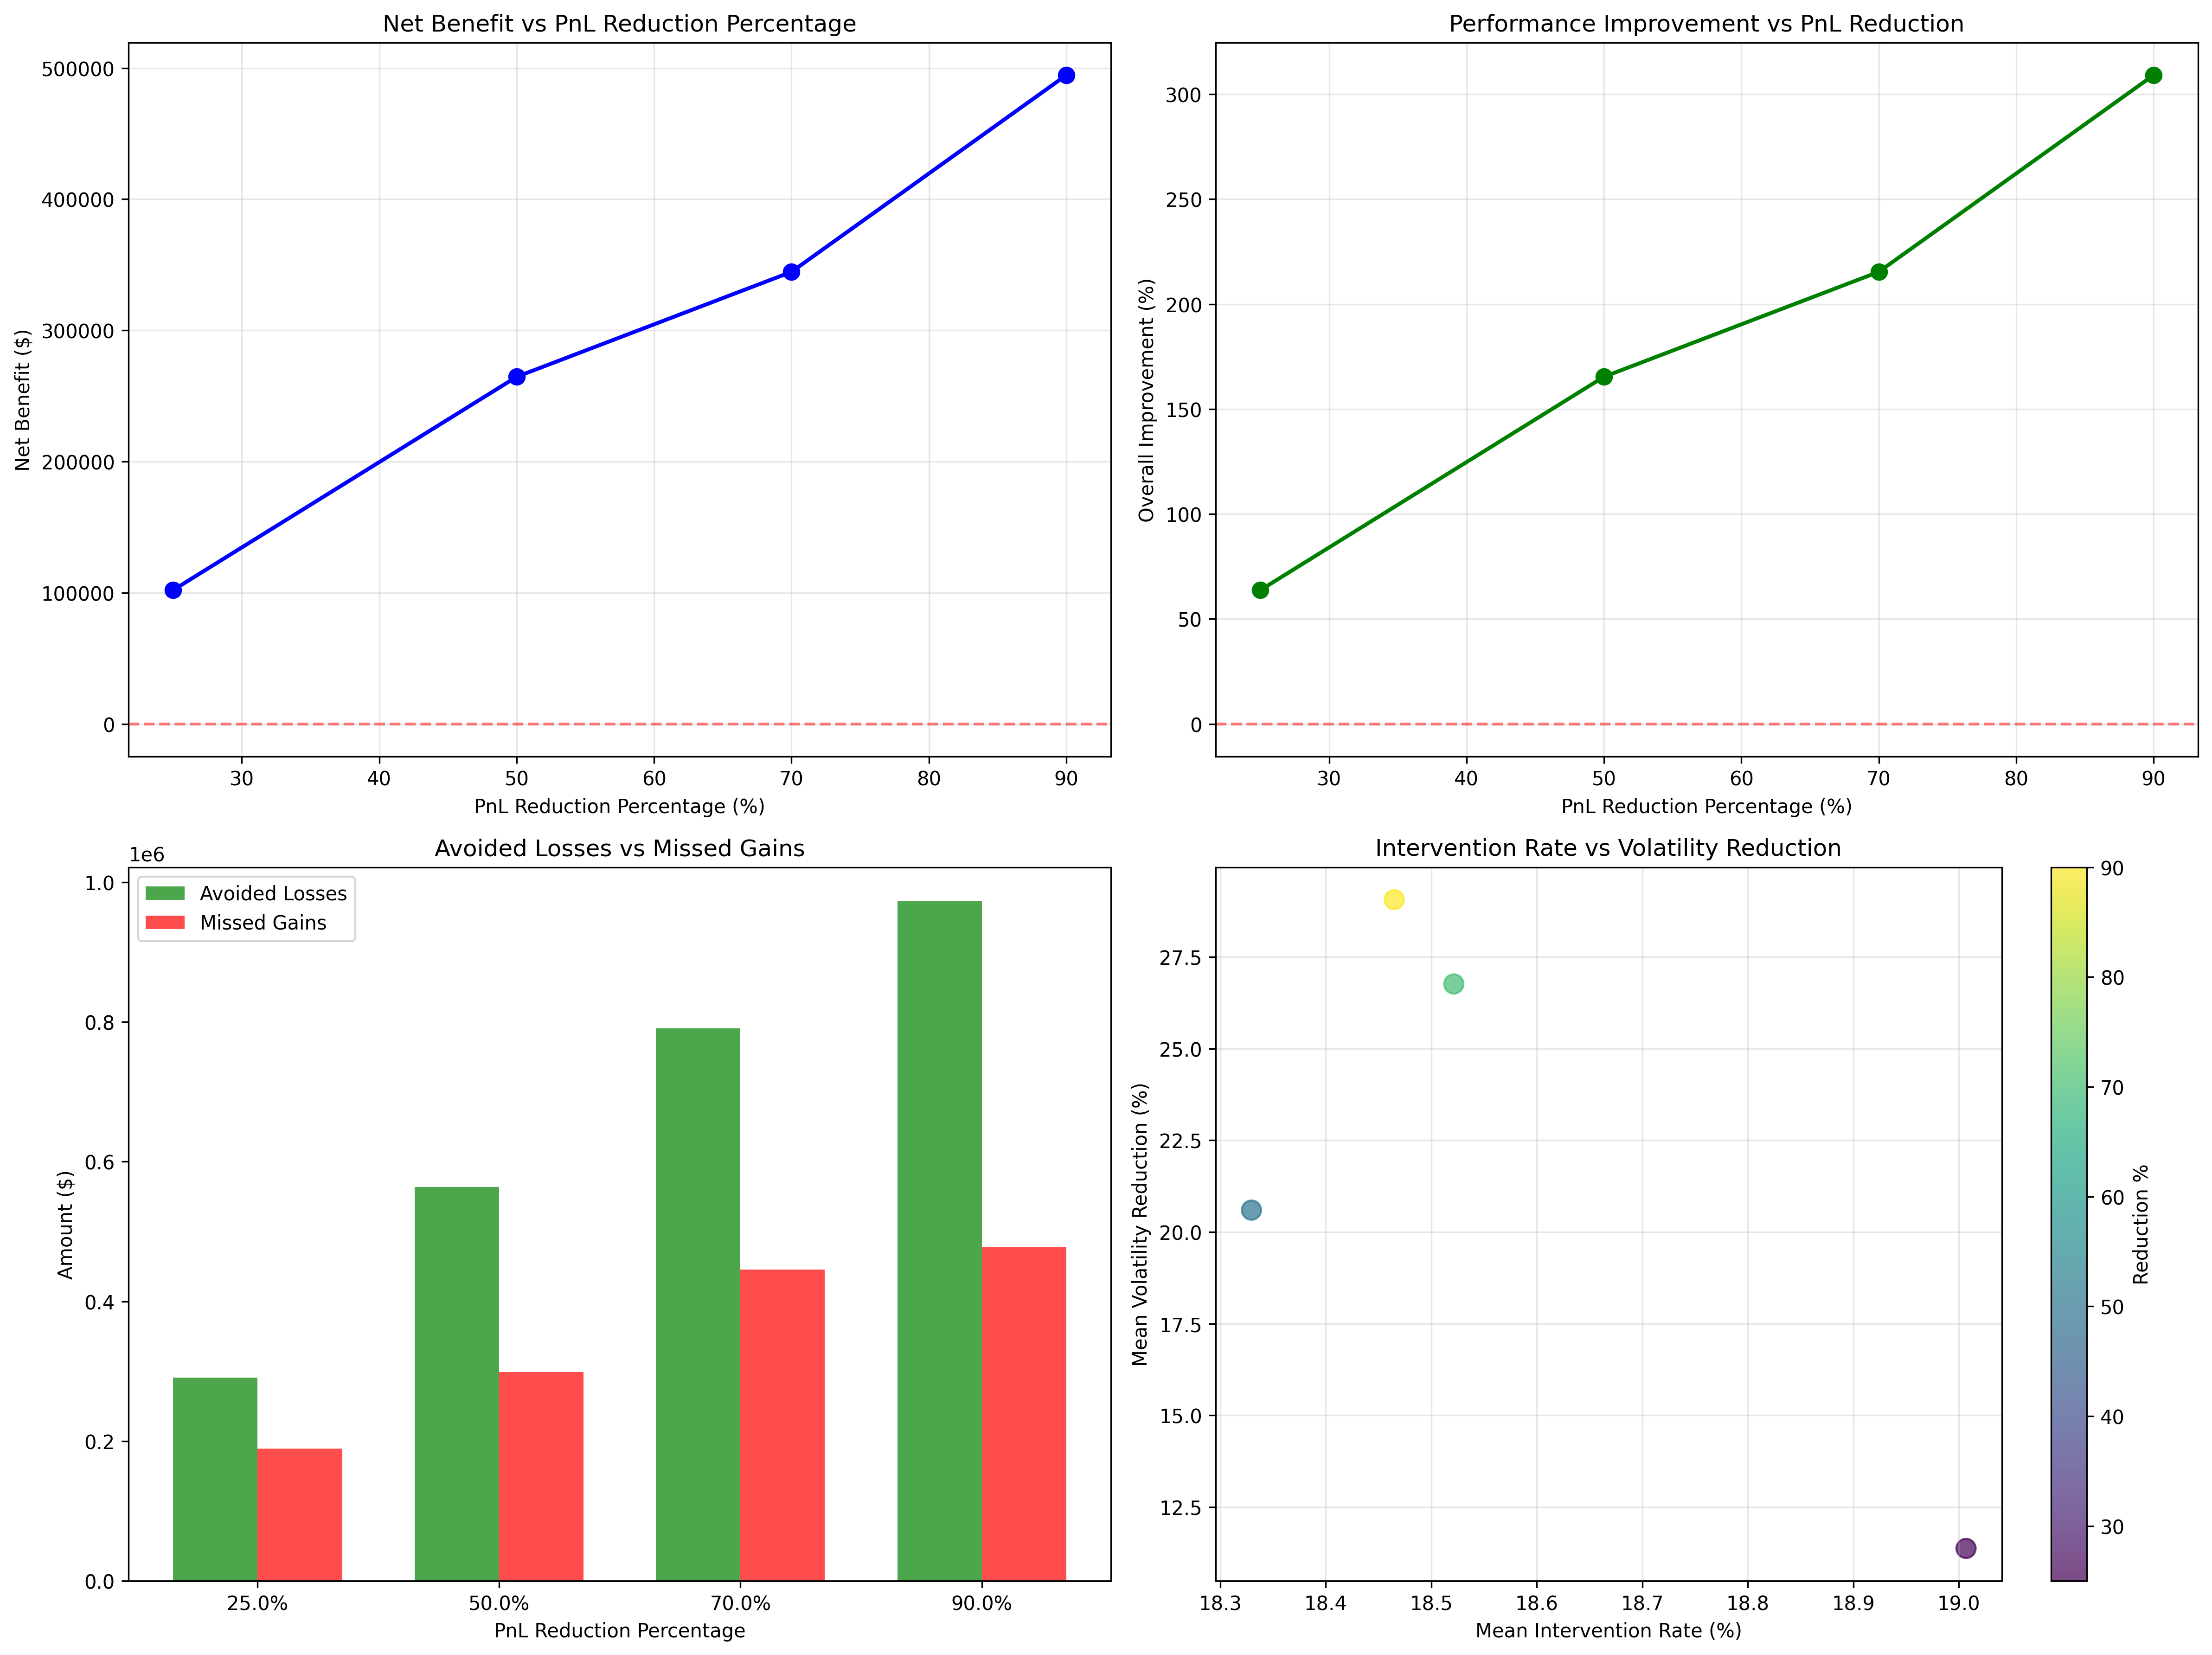 Net Benefit vs PnL Reduction Percentage
500000
400000
300000
200000
100000
0
Net Benefit ($)
30 40 50 60 70 80 90
PnL Reduction Percentage (%)
Performance Improvement vs PnL Reduction
300
250
200
150
100
50
0
Overall Improvement (%)
30 40 50 60 70 80 90
PnL Reduction Percentage (%)
Avoided Losses vs Missed Gains
1e6
Avoided Losses
Missed Gains
1.0
0.8
0.6
0.4
0.2
0.0
Amount ($)
25.0% 50.0% 70.0% 90.0%
PnL Reduction Percentage
Intervention Rate vs Volatility Reduction
27.5
25.0
22.5
20.0
17.5
15.0
12.5
Mean Volatility Reduction (%)
18.3 18.4 18.5 18.6 18.7 18.8 18.9 19.0
Mean Intervention Rate (%)
90
80
70
60
50
40
30
Reduction %